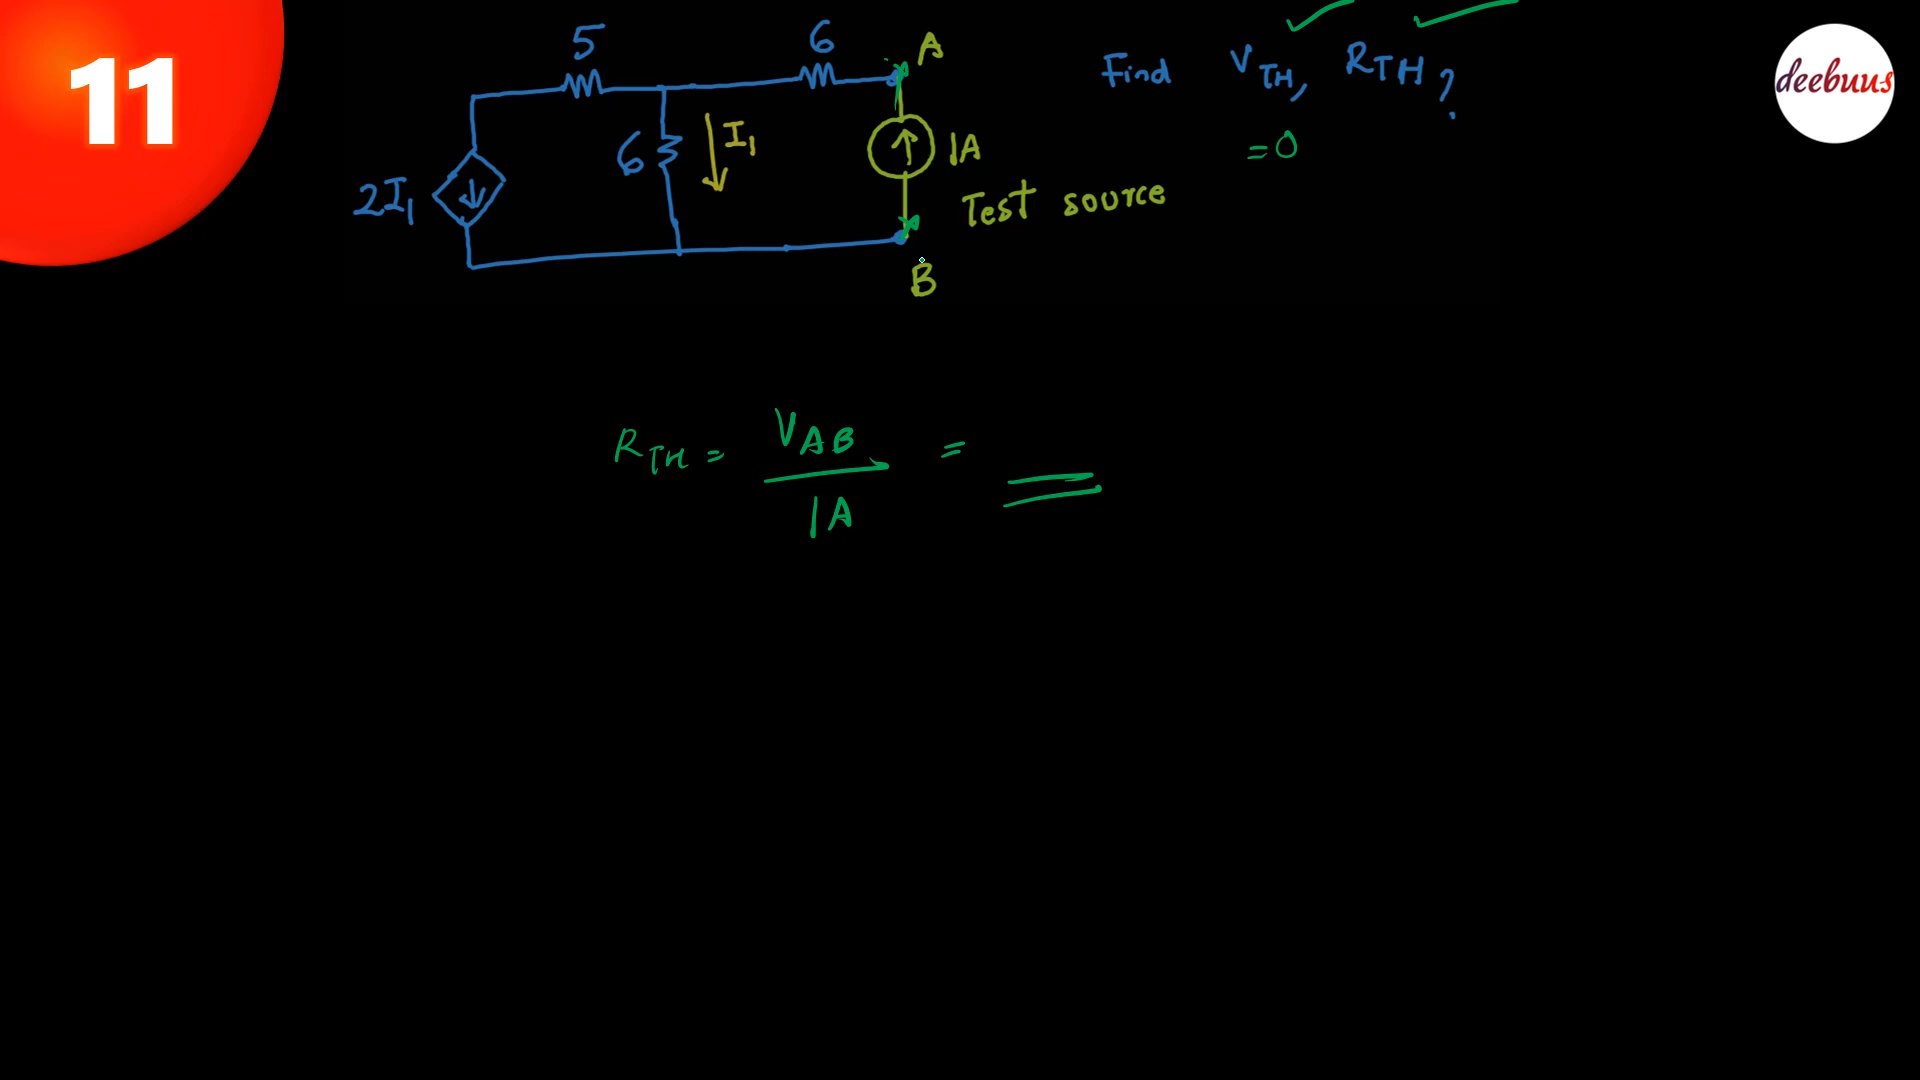 11
5
6
A
Find V_TH, R_TH ?
deebuus
6
I₁
1A
= 0
2I₁
Test source
B
R_TH = V_AB / 1A =